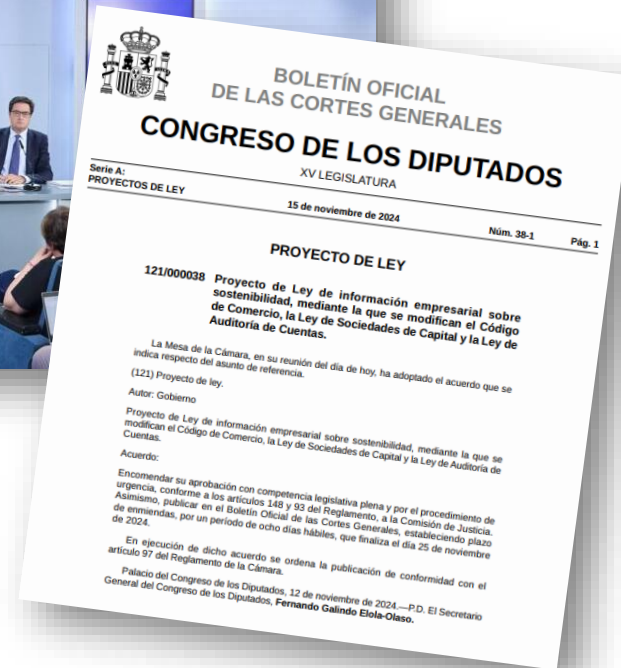 BOLETÍN OFICIAL
DE LAS CORTES GENERALES
CONGRESO DE LOS DIPUTADOS
XV LEGISLATURA
Serie A:
PROYECTOS DE LEY
15 de noviembre de 2024
Núm. 38-1
Pág. 1
PROYECTO DE LEY
121/000038 Proyecto de Ley de información empresarial sobre
sostenibilidad, mediante la que se modifican el Código
de Comercio, la Ley de Sociedades de Capital y la Ley de
Auditoría de Cuentas.
La Mesa de la Cámara, en su reunión del día de hoy, ha adoptado el acuerdo que se
indica respecto del asunto de referencia.
(121) Proyecto de ley.
Autor: Gobierno
Proyecto de Ley de información empresarial sobre sostenibilidad, mediante la que se
modifican el Código de Comercio, la Ley de Sociedades de Capital y la Ley de Auditoría de
Cuentas.
Acuerdo:
Encomendar su aprobación con competencia legislativa plena y por el procedimiento de
urgencia, conforme a los artículos 148 y 93 del Reglamento, a la Comisión de Justicia.
Asimismo, publicar en el Boletín Oficial de las Cortes Generales, estableciendo plazo
de enmiendas, por un período de ocho días hábiles, que finaliza el día 25 de noviembre
de 2024.
En ejecución de dicho acuerdo se ordena la publicación de conformidad con el
artículo 97 del Reglamento de la Cámara.
Palacio del Congreso de los Diputados, 12 de noviembre de 2024.—P.D. El Secretario
General del Congreso de los Diputados, Fernando Galindo Elola-Olaso.